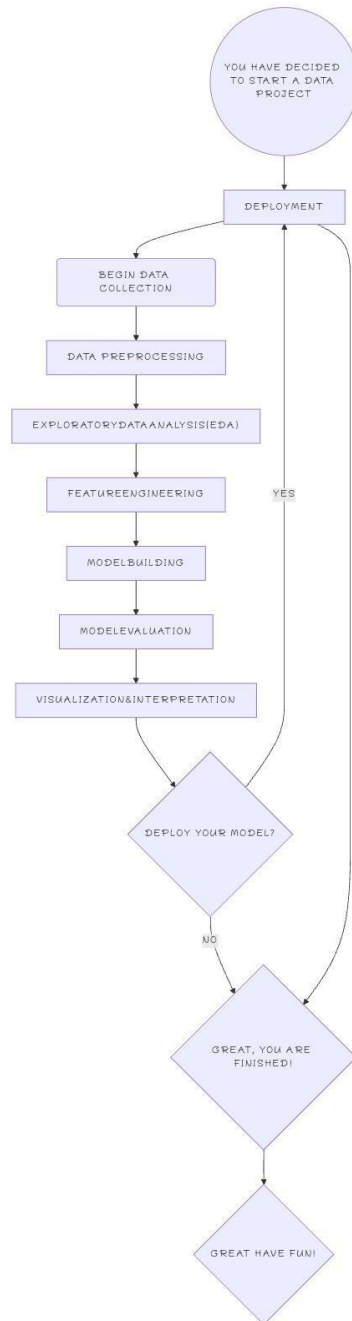 YOU HAVE DECIDED
TO START A DATA
PROJECT
DEPLOYMENT
BEGIN DATA
COLLECTION
DATA PREPROCESSING
EXPLORATORYDATAANALYSIS(EDA)
YES
FEATUREENGINEERING
MODELBUILDING
MODELEVALUATION
VISUALIZATION&INTERPRETATION
DEPLOY YOUR MODEL?
NO
GREAT, YOU ARE
FINISHED!
GREAT HAVE FUN!